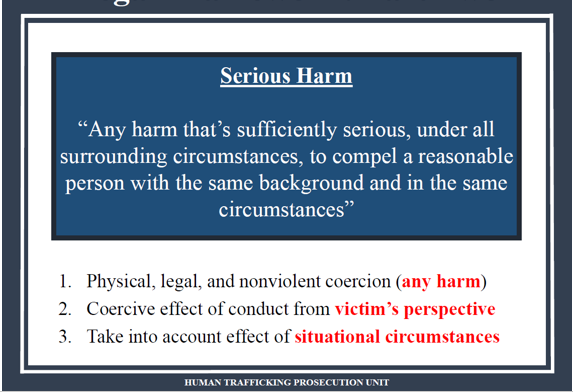 Serious Harm
“Any harm that’s sufficiently serious, under all
surrounding circumstances, to compel a reasonable
person with the same background and in the same
circumstances”
1. Physical, legal, and nonviolent coercion (any harm)
2. Coercive effect of conduct from victim’s perspective
3. Take into account effect of situational circumstances
HUMAN TRAFFICKING PROSECUTION UNIT